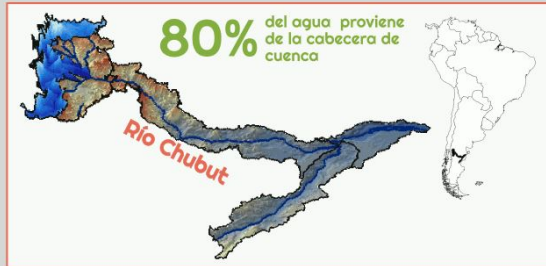 80%
del agua proviene
de la cabecera de
cuenca
Río Chubut